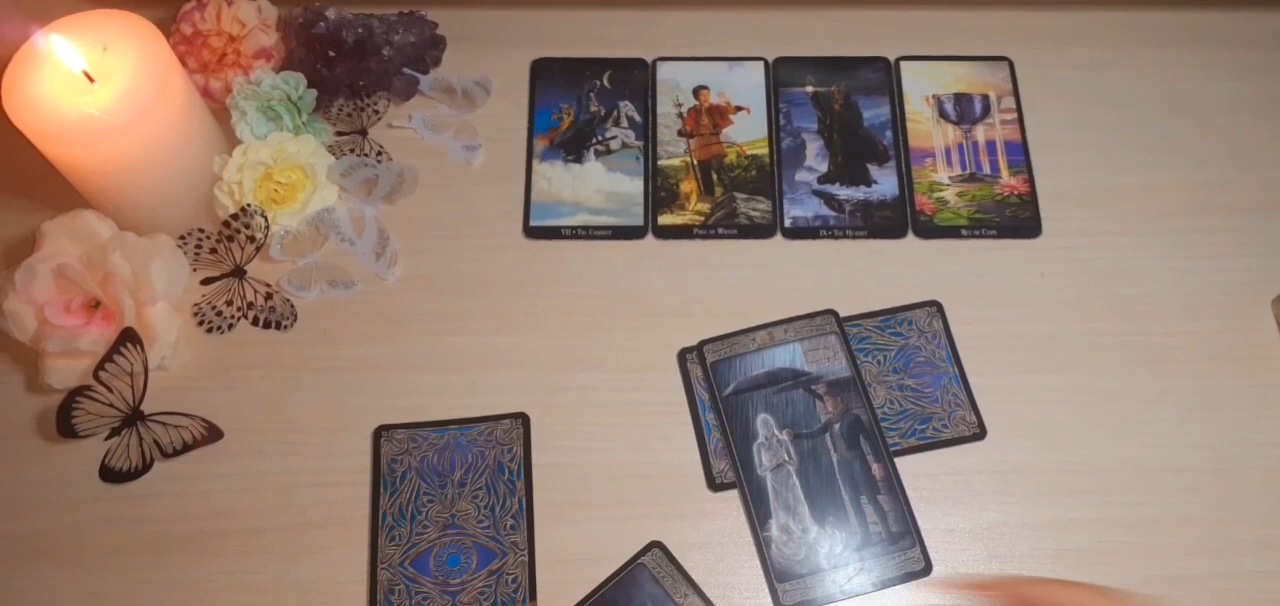 VII • The Chariot
Page of Wands
IX • The Hermit
Ace of Cups